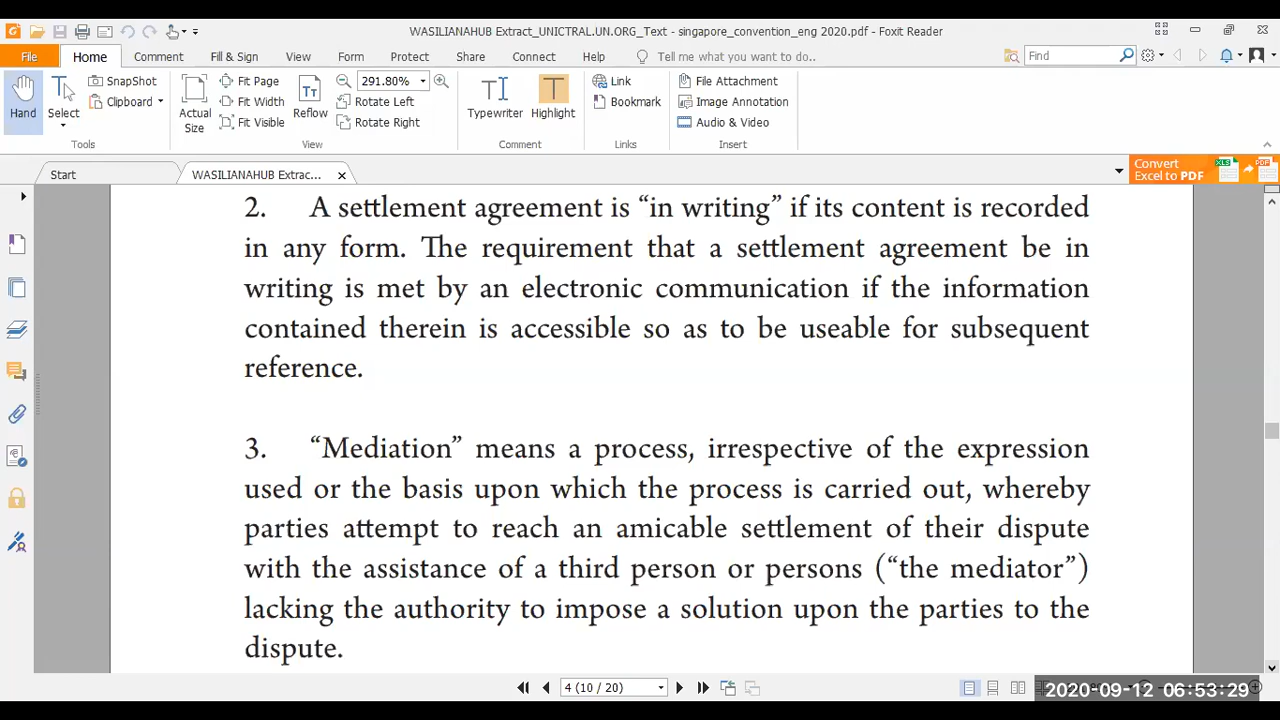 WASILIANAHUB Extract_UNICTRAL.UN.ORG_Text - singapore_convention_eng 2020.pdf - Foxit Reader
File Home Comment Fill & Sign View Form Protect Share Connect Help Tell me what you want to do.. Find
Hand
Select
SnapShot
Clipboard
Tools
Actual Size
Fit Page
Fit Width
Fit Visible
Reflow
291.80%
Rotate Left
Rotate Right
View
Typewriter
Highlight
Comment
Link
Bookmark
Links
File Attachment
Image Annotation
Audio & Video
Insert
Start
WASILIANAHUB Extrac...
Convert
Excel to PDF
XLS
PDF
2. A settlement agreement is “in writing” if its content is recorded
in any form. The requirement that a settlement agreement be in
writing is met by an electronic communication if the information
contained therein is accessible so as to be useable for subsequent
reference.
3. “Mediation” means a process, irrespective of the expression
used or the basis upon which the process is carried out, whereby
parties attempt to reach an amicable settlement of their dispute
with the assistance of a third person or persons (“the mediator”)
lacking the authority to impose a solution upon the parties to the
dispute.
4 (10 / 20)
2020-09-12 06:53:29